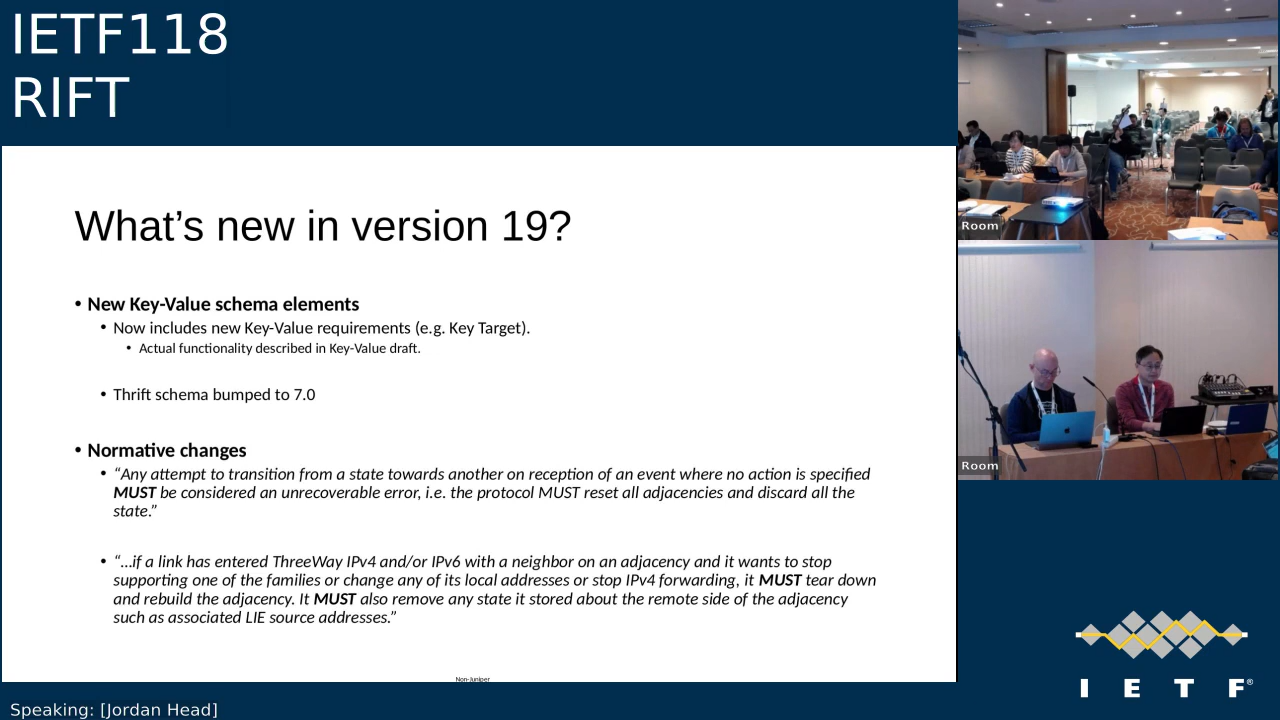 IETF118
RIFT
What’s new in version 19?
• New Key-Value schema elements
• Now includes new Key-Value requirements (e.g. Key Target).
• Actual functionality described in Key-Value draft.
• Thrift schema bumped to 7.0
• Normative changes
• “Any attempt to transition from a state towards another on reception of an event where no action is specified
MUST be considered an unrecoverable error, i.e. the protocol MUST reset all adjacencies and discard all the
state.”
• “…if a link has entered ThreeWay IPv4 and/or IPv6 with a neighbor on an adjacency and it wants to stop
supporting one of the families or change any of its local addresses or stop IPv4 forwarding, it MUST tear down
and rebuild the adjacency. It MUST also remove any state it stored about the remote side of the adjacency
such as associated LIE source addresses.”
Non-Juniper
Room
Room
I E T F®
Speaking: [Jordan Head]